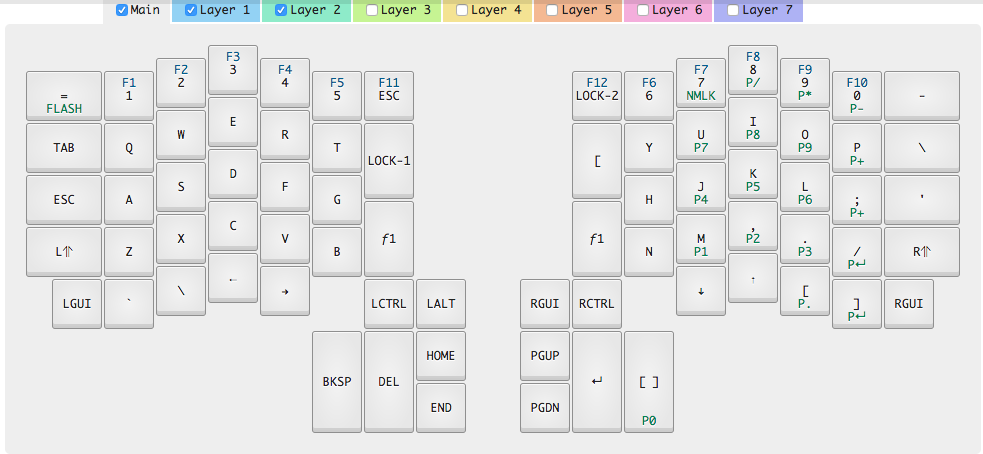 Main Layer 1 Layer 2 Layer 3 Layer 4 Layer 5 Layer 6 Layer 7
F1 F2 F3 F4 F5 F11 F12 F6 F7 F8 F9 F10
= 1 2 3 4 5 ESC LOCK-2 6 7 8 9 0 -
FLASH NMLK P/ P* P-
TAB Q W E R T LOCK-1 [ Y U I O P \
P7 P8 P9 P+
ESC A S D F G H J K L ; '
P4 P5 P6 P+
L⇑ Z X C V B ƒ1 ƒ1 N M , . / R⇑
P1 P2 P3 P↵
LGUI ` \ ← → LCTRL LALT RGUI RCTRL ↓ ↑ [ ] RGUI
P. P↵
BKSP DEL HOME PGUP ↵ [ ]
END PGDN P0